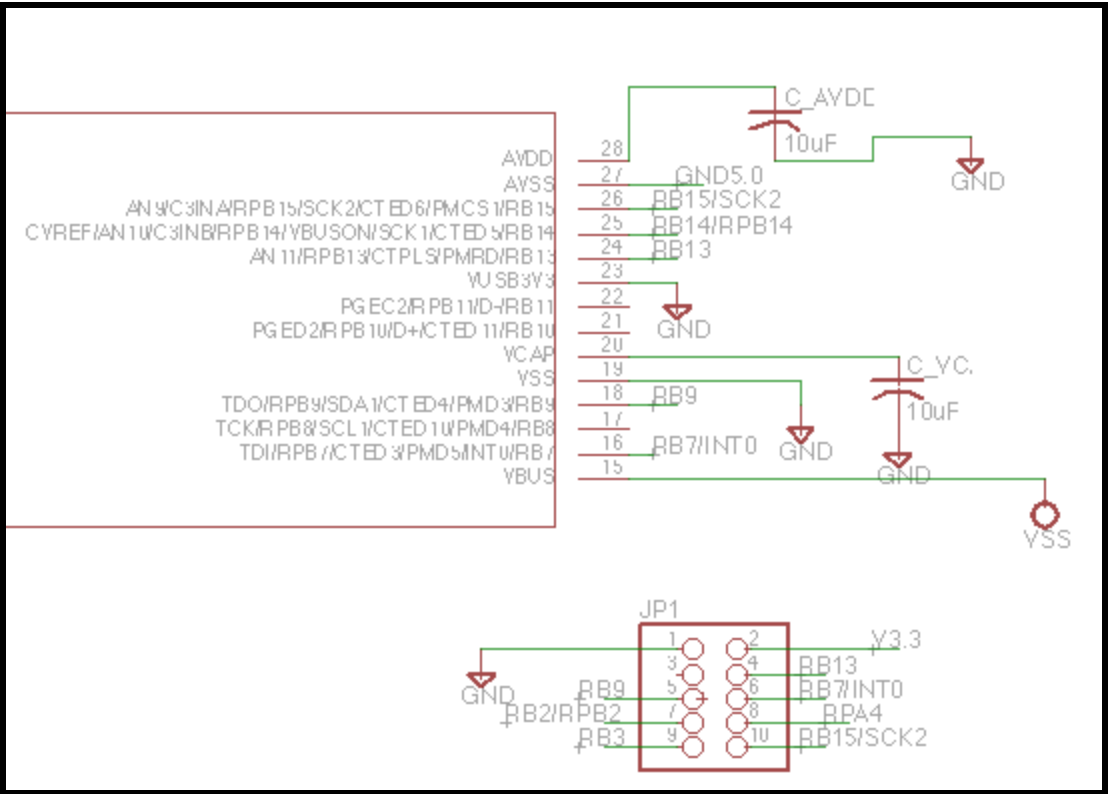 C_AVDD
10uF
GND
AVDD 28
AVSS 27 GND5.0
AN9/C3INA/RPB15/SCK2/CTED6/PMCS1/RB15 26 RB15/SCK2
CVREF/AN10/C3INB/RPB14/VBUSON/SCK1/CTED5/RB14 25 RB14/RPB14
AN11/RPB13/CTPLS/PMRD/RB13 24 RB13
VUSB3V3 23
GND
PGEC2/RPB11/D-/RB11 22
PGED2/RPB10/D+/CTED11/RB10 21
VCAP 20
C_VC.
10uF
GND
VSS 19
GND
TDO/RPB9/SDA1/CTED4/PMD3/RB9 18 RB9
TCK/RPB8/SCL1/CTED10/PMD4/RB8 17
TDI/RPB7/CTED3/PMD5/INT0/RB7 16 RB7/INT0
VBUS 15
VSS
JP1
1 2 V3.3
GND
3 4 RB13
RB9 5 6 RB7/INT0
RB2/RPB2 7 8 RPA4
RB3 9 10 RB15/SCK2